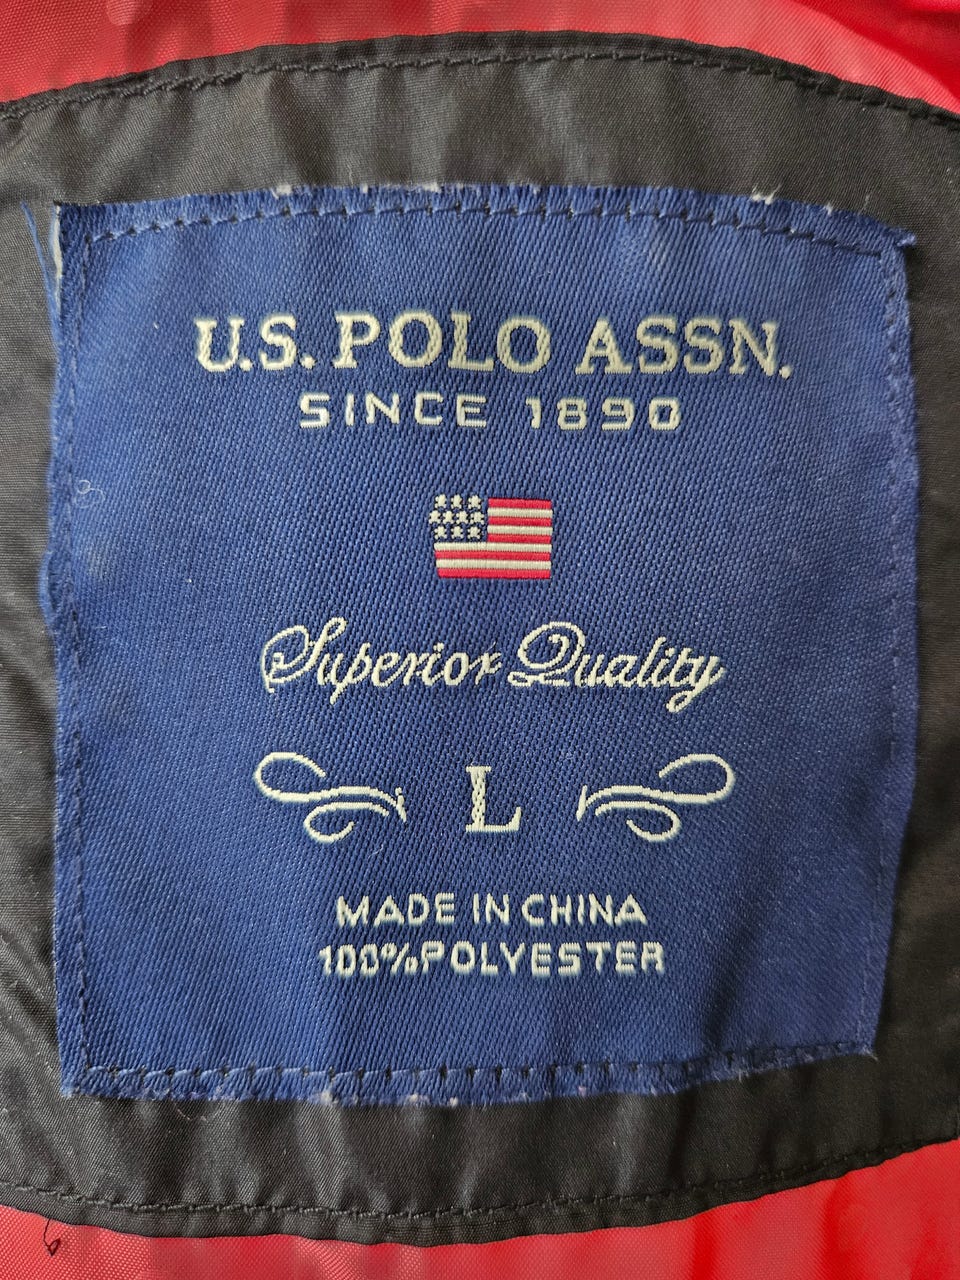 U.S. POLO ASSN.
SINCE 1890
Superior Quality
L
MADE IN CHINA
100%POLYESTER